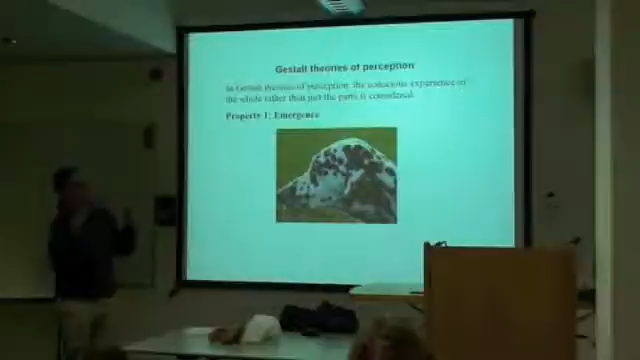 Gestalt theories of perception
In Gestalt theories of perception, the conscious experience of
the whole rather than just the parts is considered.
Property 1: Emergence